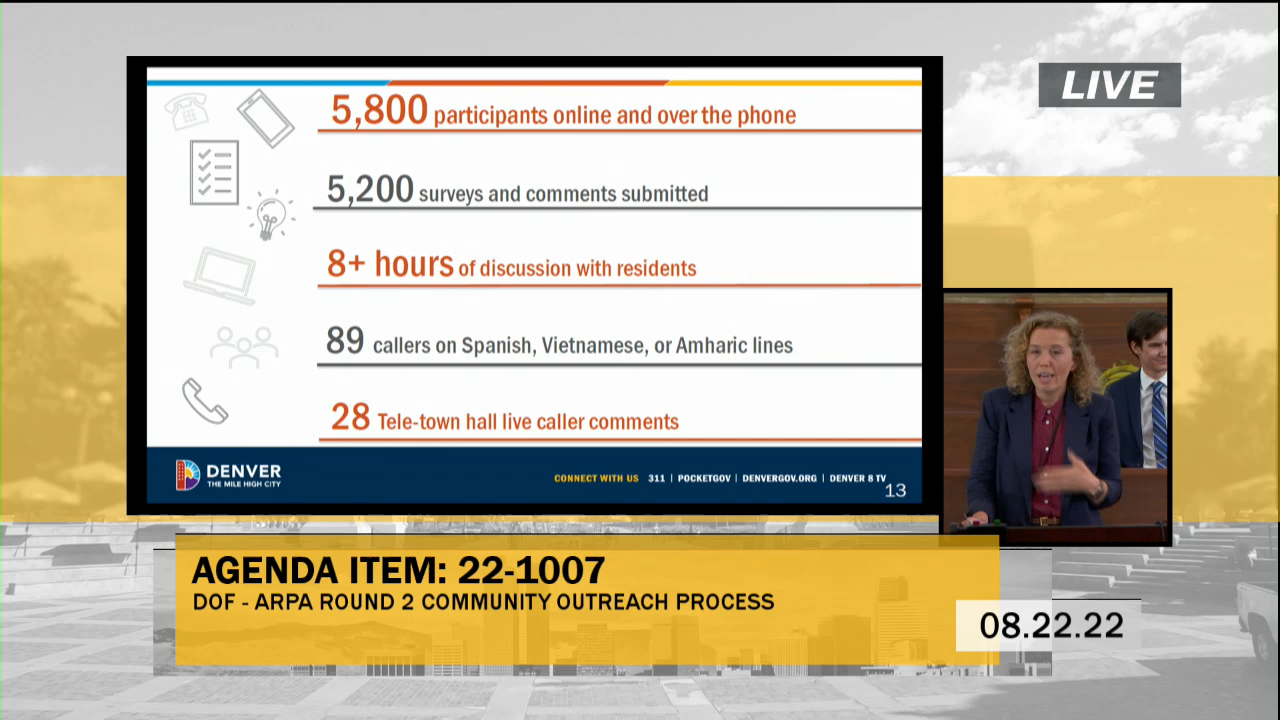 LIVE
5,800 participants online and over the phone
5,200 surveys and comments submitted
8+ hours of discussion with residents
89 callers on Spanish, Vietnamese, or Amharic lines
28 Tele-town hall live caller comments
DENVER
THE MILE HIGH CITY
CONNECT WITH US 311 | POCKETGOV | DENVERGOV.ORG | DENVER 8 TV
13
AGENDA ITEM: 22-1007
DOF - ARPA ROUND 2 COMMUNITY OUTREACH PROCESS
08.22.22